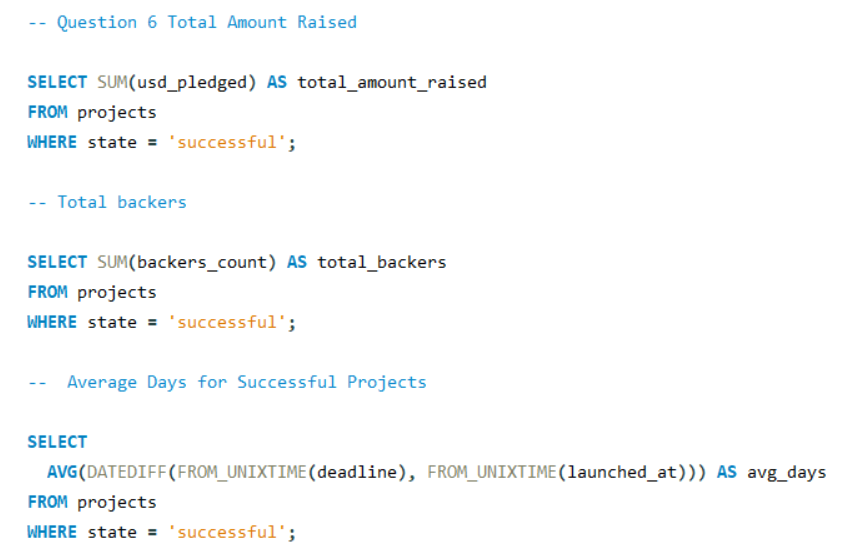 -- Question 6 Total Amount Raised
SELECT SUM(usd_pledged) AS total_amount_raised
FROM projects
WHERE state = 'successful';
-- Total backers
SELECT SUM(backers_count) AS total_backers
FROM projects
WHERE state = 'successful';
--  Average Days for Successful Projects
SELECT
  AVG(DATEDIFF(FROM_UNIXTIME(deadline), FROM_UNIXTIME(launched_at))) AS avg_days
FROM projects
WHERE state = 'successful';